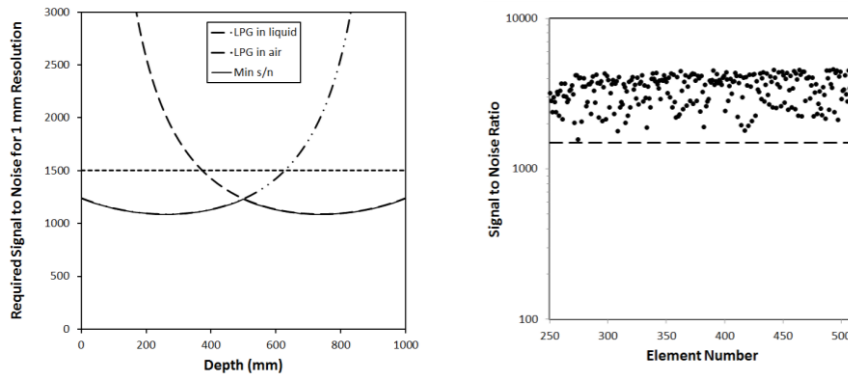 Required Signal to Noise for 1 mm Resolution
3000
2500
2000
1500
1000
500
0
LPG in liquid
LPG in air
Min s/n
0 200 400 600 800 1000
Depth (mm)
Signal to Noise Ratio
10000
1000
100
250 300 350 400 450 500
Element Number